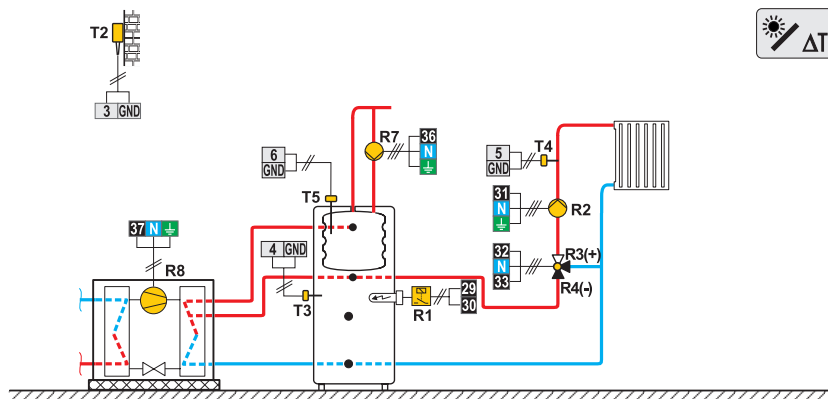 T2
3 GND
ΔT
R7
36
N
6
GND
T5
5
GND
T4
31
N
R2
37 N
R8
4 GND
T3
R1
29
30
32
N
33
R3(+)
R4(-)